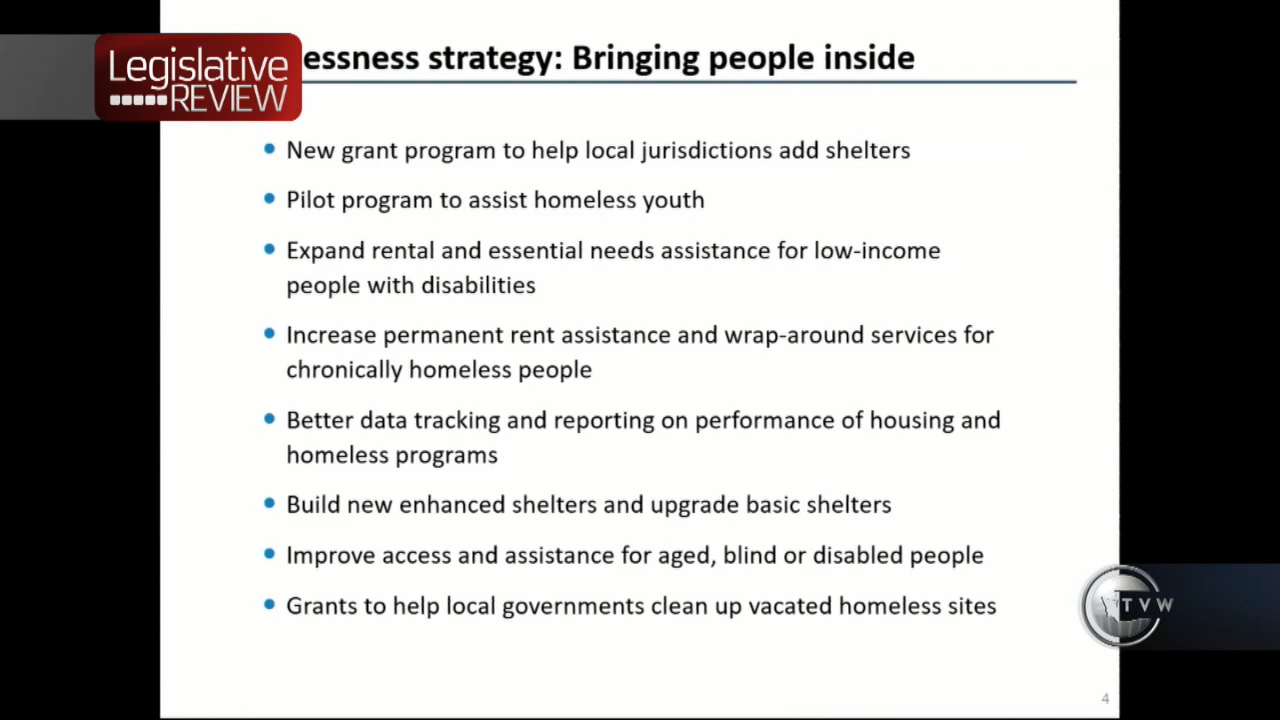 Legislative
REVIEW
essness strategy: Bringing people inside
New grant program to help local jurisdictions add shelters
Pilot program to assist homeless youth
Expand rental and essential needs assistance for low-income
people with disabilities
Increase permanent rent assistance and wrap-around services for
chronically homeless people
Better data tracking and reporting on performance of housing and
homeless programs
Build new enhanced shelters and upgrade basic shelters
Improve access and assistance for aged, blind or disabled people
Grants to help local governments clean up vacated homeless sites
TVW
4